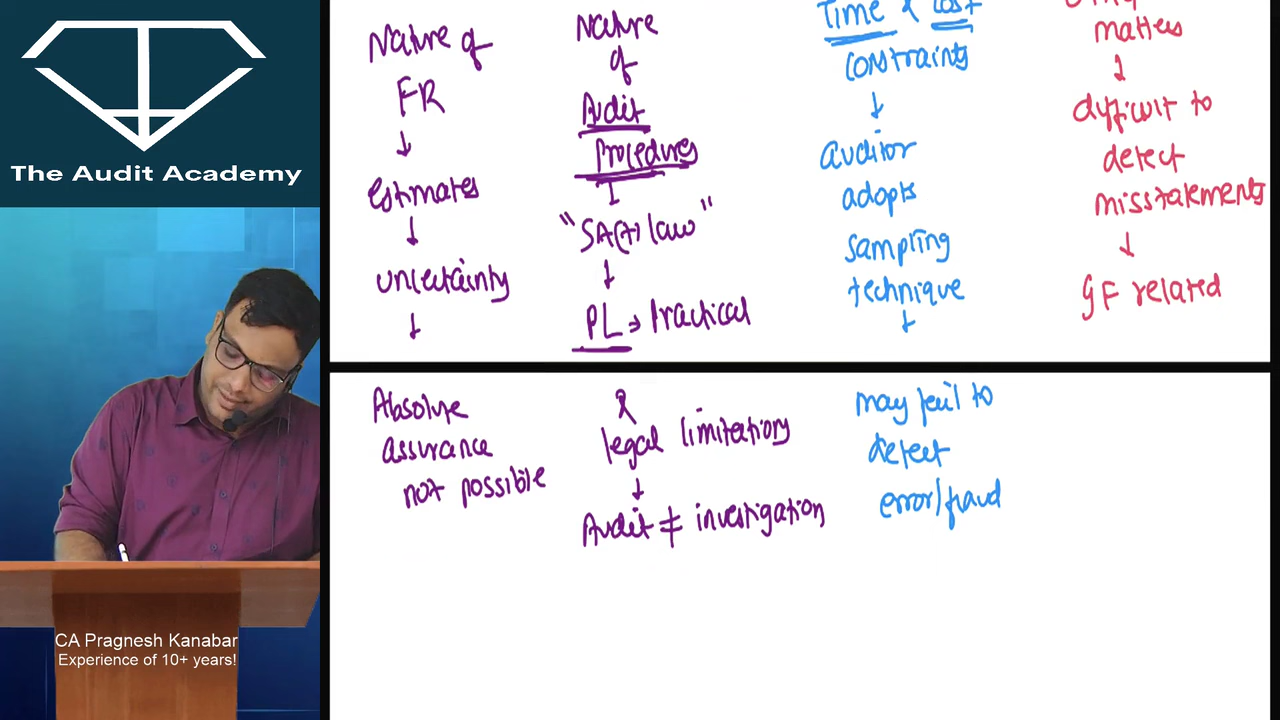 The Audit Academy
CA Pragnesh Kanabar
Experience of 10+ years!
Nature of
FR
↓
estimates
↓
uncertainty
↓
Absolute
assurance
not possible
Nature
of
Audit
Procedures
↓
"SA(A) law"
↓
PL ⇒ Practical
&
legal limitations
↓
Audit ≠ investigation
Time & cost
constraints
↓
auditor
adopts
sampling
technique
↓
may fail to
detect
error/fraud
matters
↓
difficult to
detect
misstatements
↓
GF related